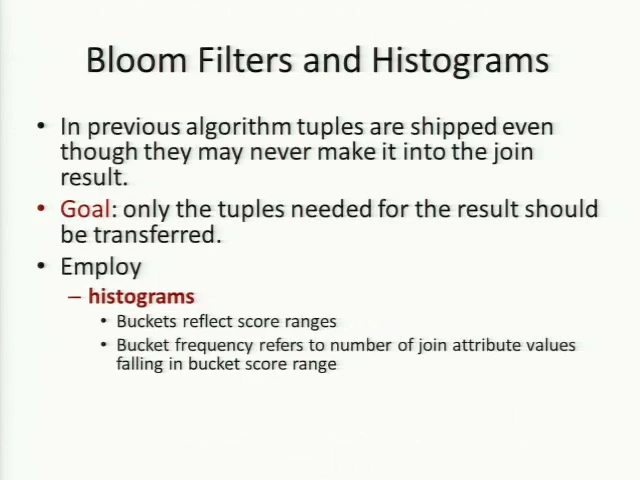 Bloom Filters and Histograms
• In previous algorithm tuples are shipped even
though they may never make it into the join
result.
• Goal: only the tuples needed for the result should
be transferred.
• Employ
– histograms
• Buckets reflect score ranges
• Bucket frequency refers to number of join attribute values
falling in bucket score range